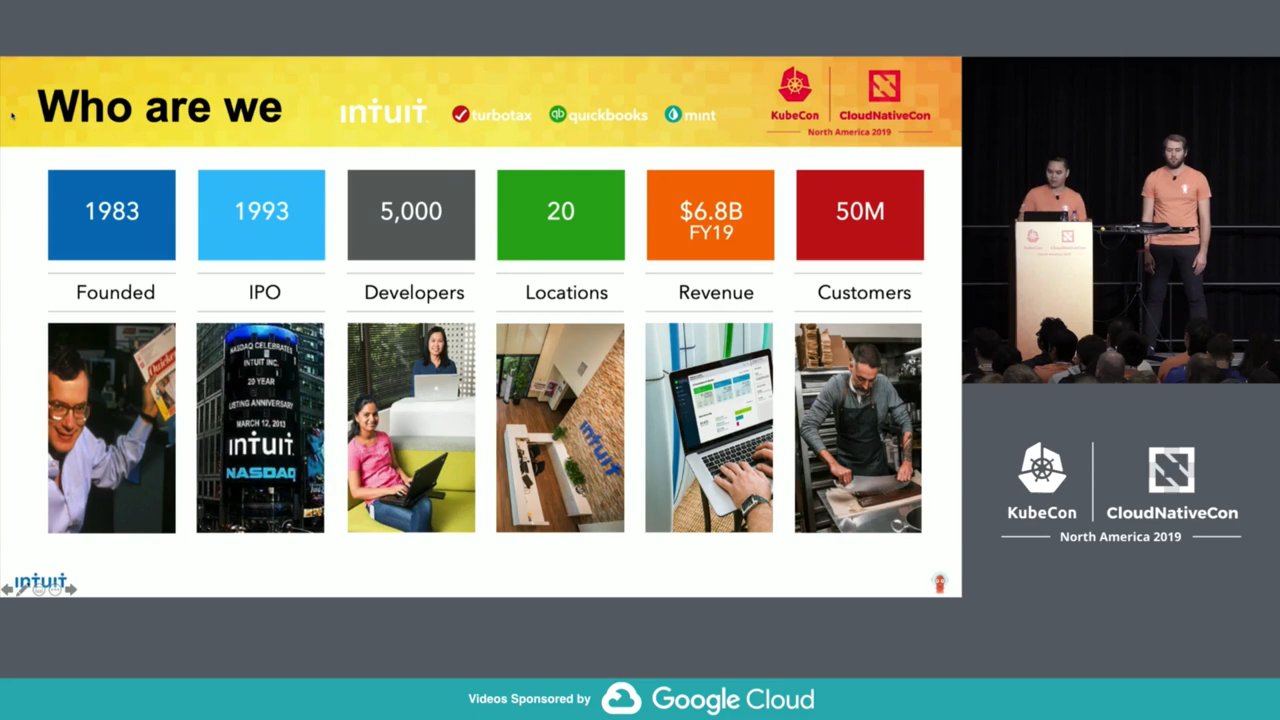 Who are we
intuit
turbotax
quickbooks
mint
KubeCon
CloudNativeCon
North America 2019
1983
1993
5,000
20
$6.8B
FY19
50M
Founded
IPO
Developers
Locations
Revenue
Customers
NASDAQ CELEBRATES
INTUIT INC.
20 YEAR
LISTING ANNIVERSARY
MARCH 12, 2013
intuit
NASDAQ
intuit
intuit
KubeCon
CloudNativeCon
North America 2019
Videos Sponsored by Google Cloud